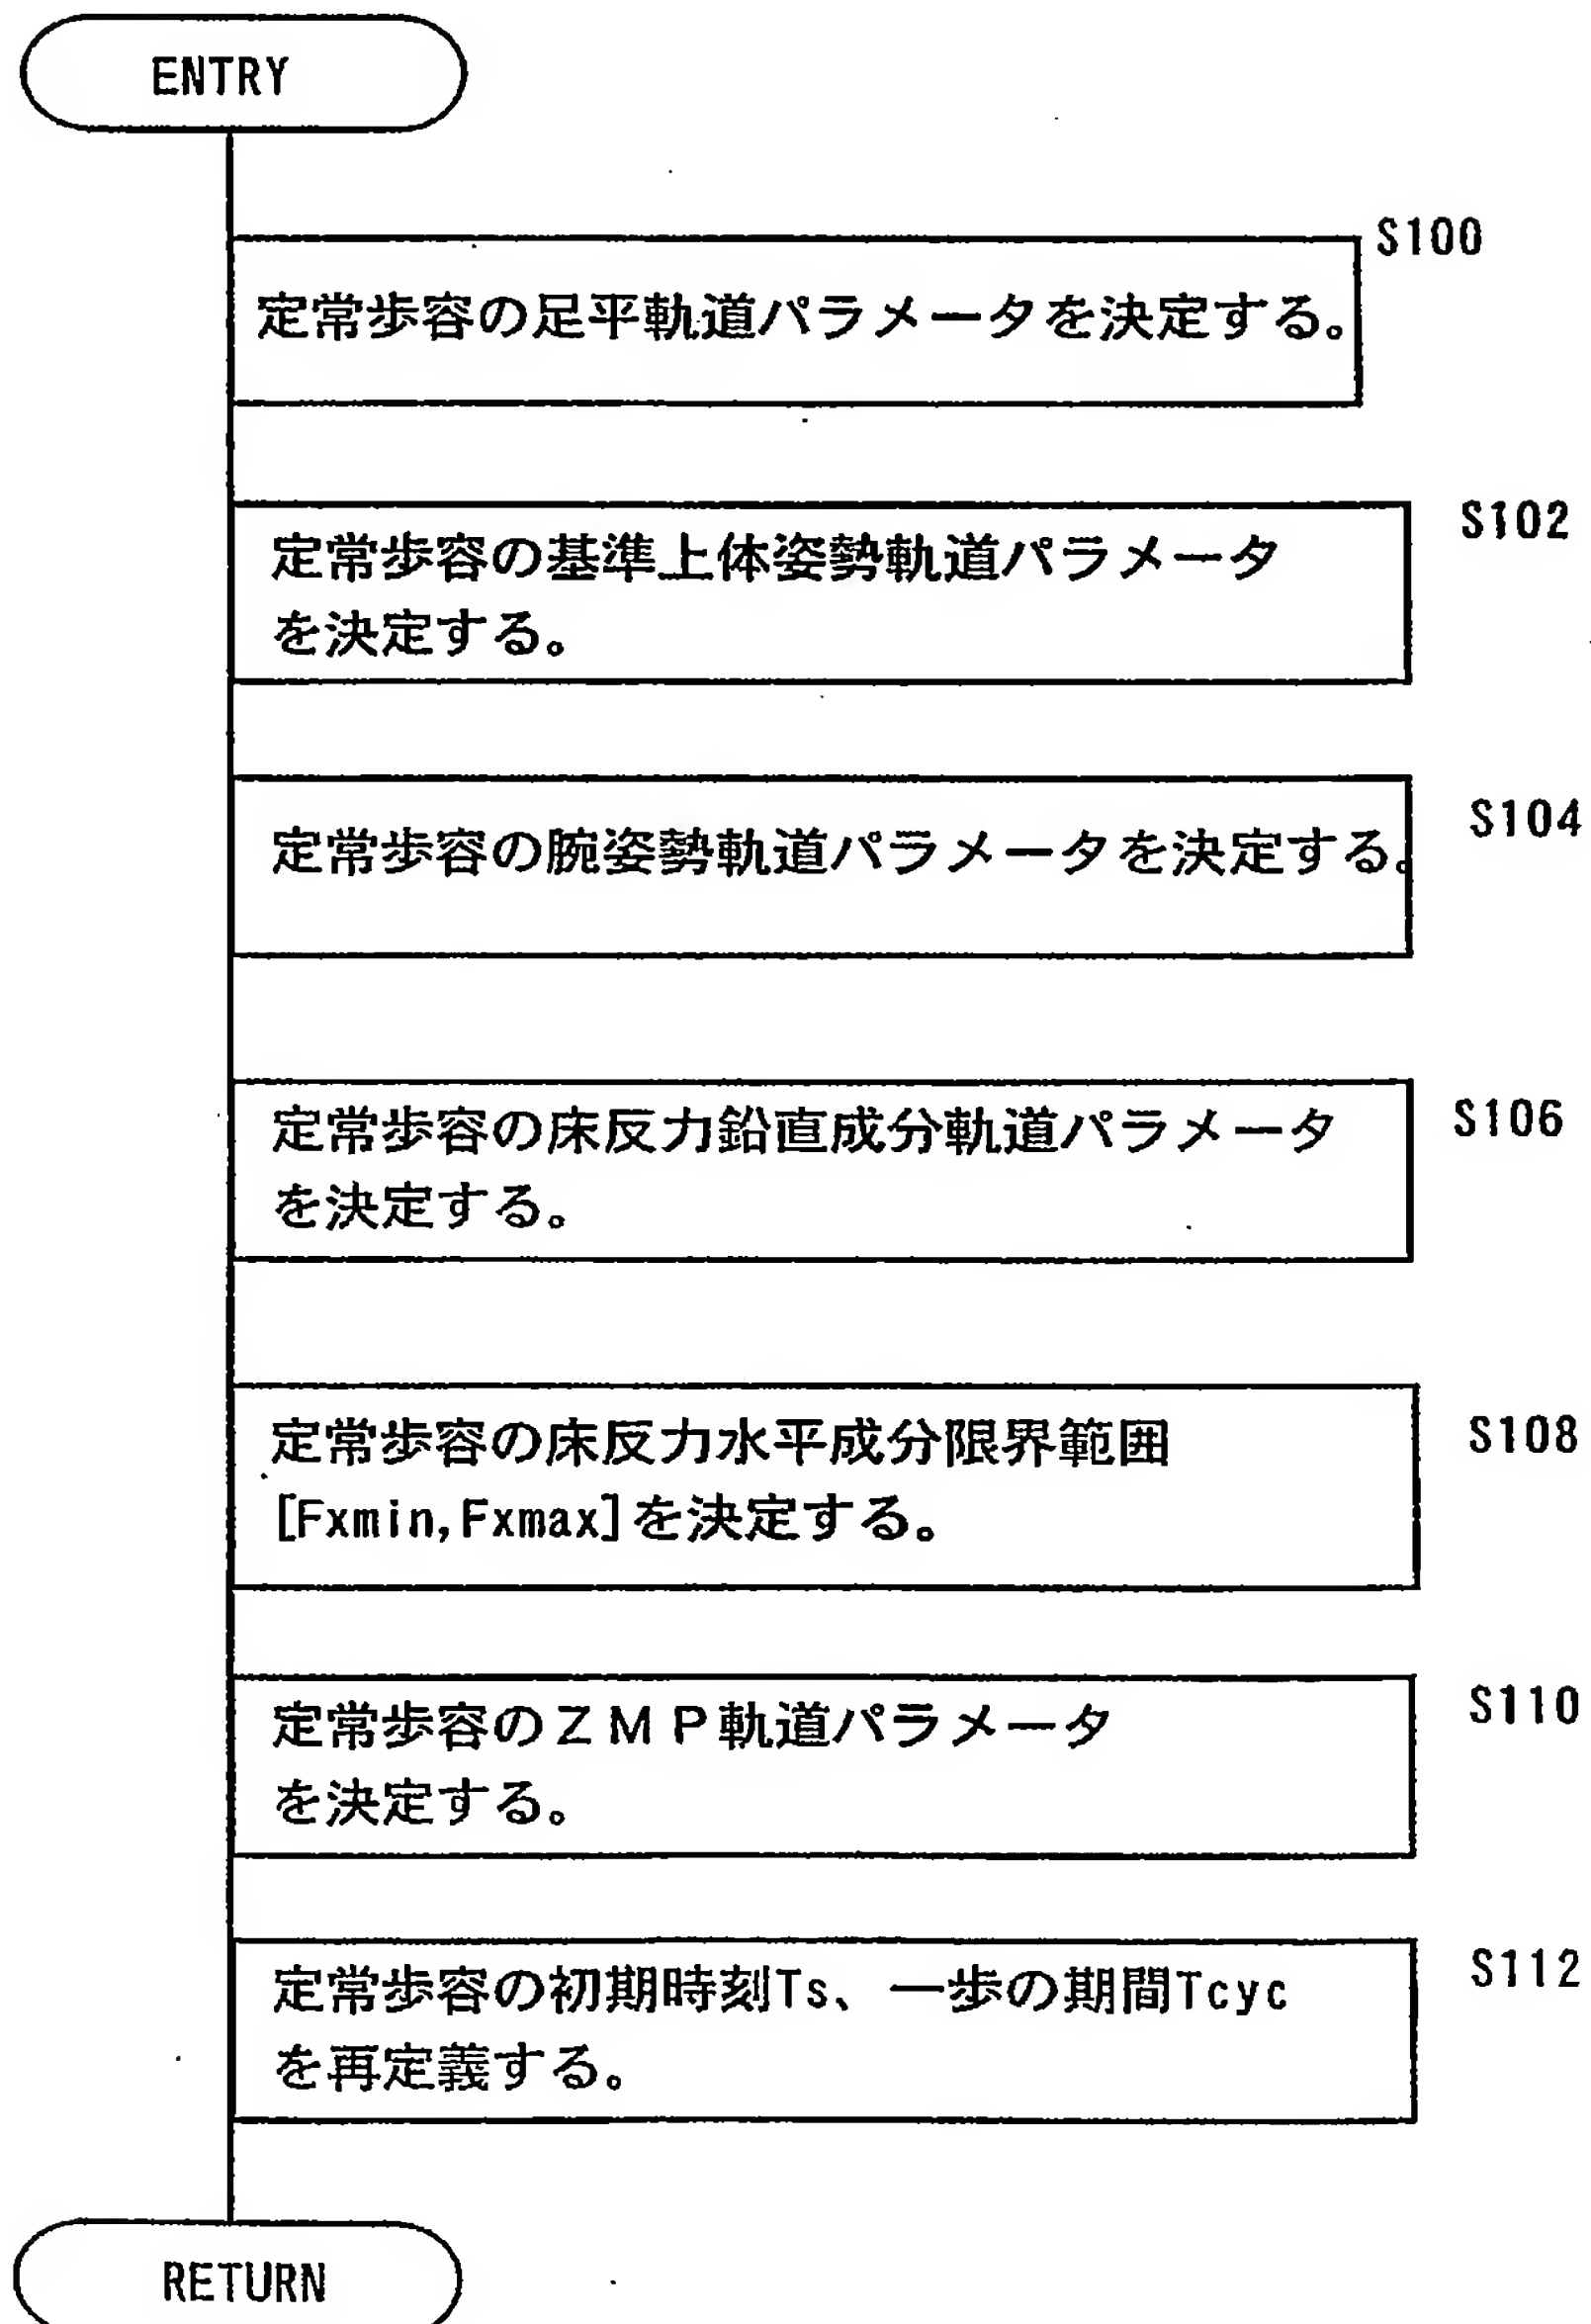 ENTRY
S100
定常歩容の足平軌道パラメータを決定する。
S102
定常歩容の基準上体姿勢軌道パラメータ
を決定する。
S104
定常歩容の腕姿勢軌道パラメータを決定する。
S106
定常歩容の床反力鉛直成分軌道パラメータ
を決定する。
S108
定常歩容の床反力水平成分限界範囲
[Fxmin,Fxmax]を決定する。
S110
定常歩容のＺＭＰ軌道パラメータ
を決定する。
S112
定常歩容の初期時刻Ts、一歩の期間Tcyc
を再定義する。
RETURN